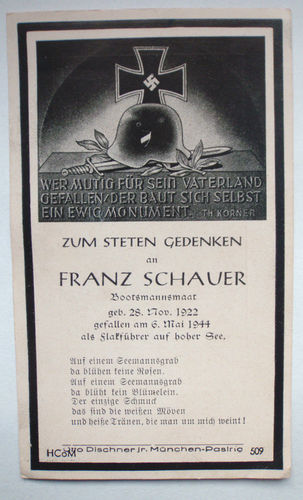 WER MUTIG FÜR SEIN VATERLAND
GEFALLEN/DER BAUT SICH SELBST
EIN EWIG MONUMENT. TH. KÖRNER
ZUM STETEN GEDENKEN
an
FRANZ SCHAUER
Bootsmannsmaat
geb. 28. Nov. 1922
gefallen am 6. Mai 1944
als Flakführer auf hoher See.
Auf einem Seemannsgrab
da blühen keine Rosen.
Auf einem Seemannsgrab
da blüht kein Blümelein.
Der einzige Schmuck
das sind die weißen Möven
und heiße Tränen, die man um mich weint!
HCoM
Otto Dischner jr. München-Pasing
509